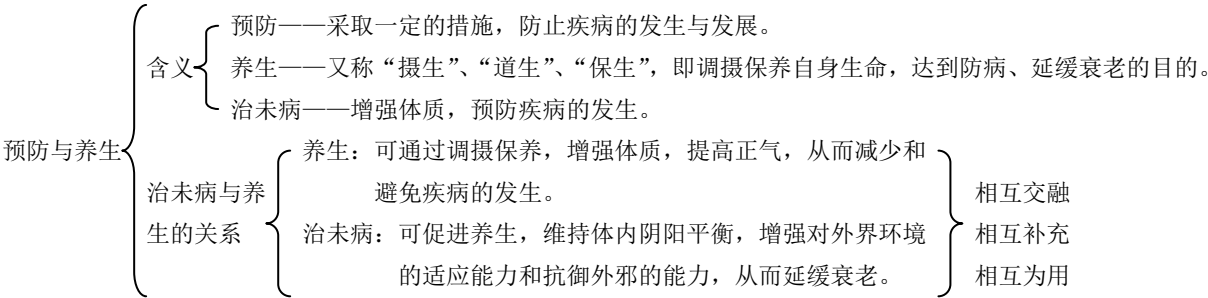 预防——采取一定的措施，防止疾病的发生与发展。
含义
养生——又称“摄生”、“道生”、“保生”，即调摄保养自身生命，达到防病、延缓衰老的目的。
治未病——增强体质，预防疾病的发生。
预防与养生
养生：可通过调摄保养，增强体质，提高正气，从而减少和
避免疾病的发生。
治未病与养
生的关系
治未病：可促进养生，维持体内阴阳平衡，增强对外界环境
的适应能力和抗御外邪的能力，从而延缓衰老。
相互交融
相互补充
相互为用